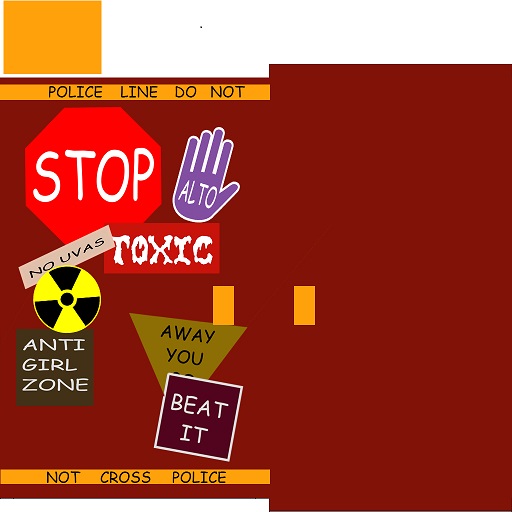 POLICE LINE DO NOT
STOP
ALTO
TOXIC
NO UVAS
ANTI
GIRL
ZONE
AWAY
YOU
BEAT
IT
NOT CROSS POLICE